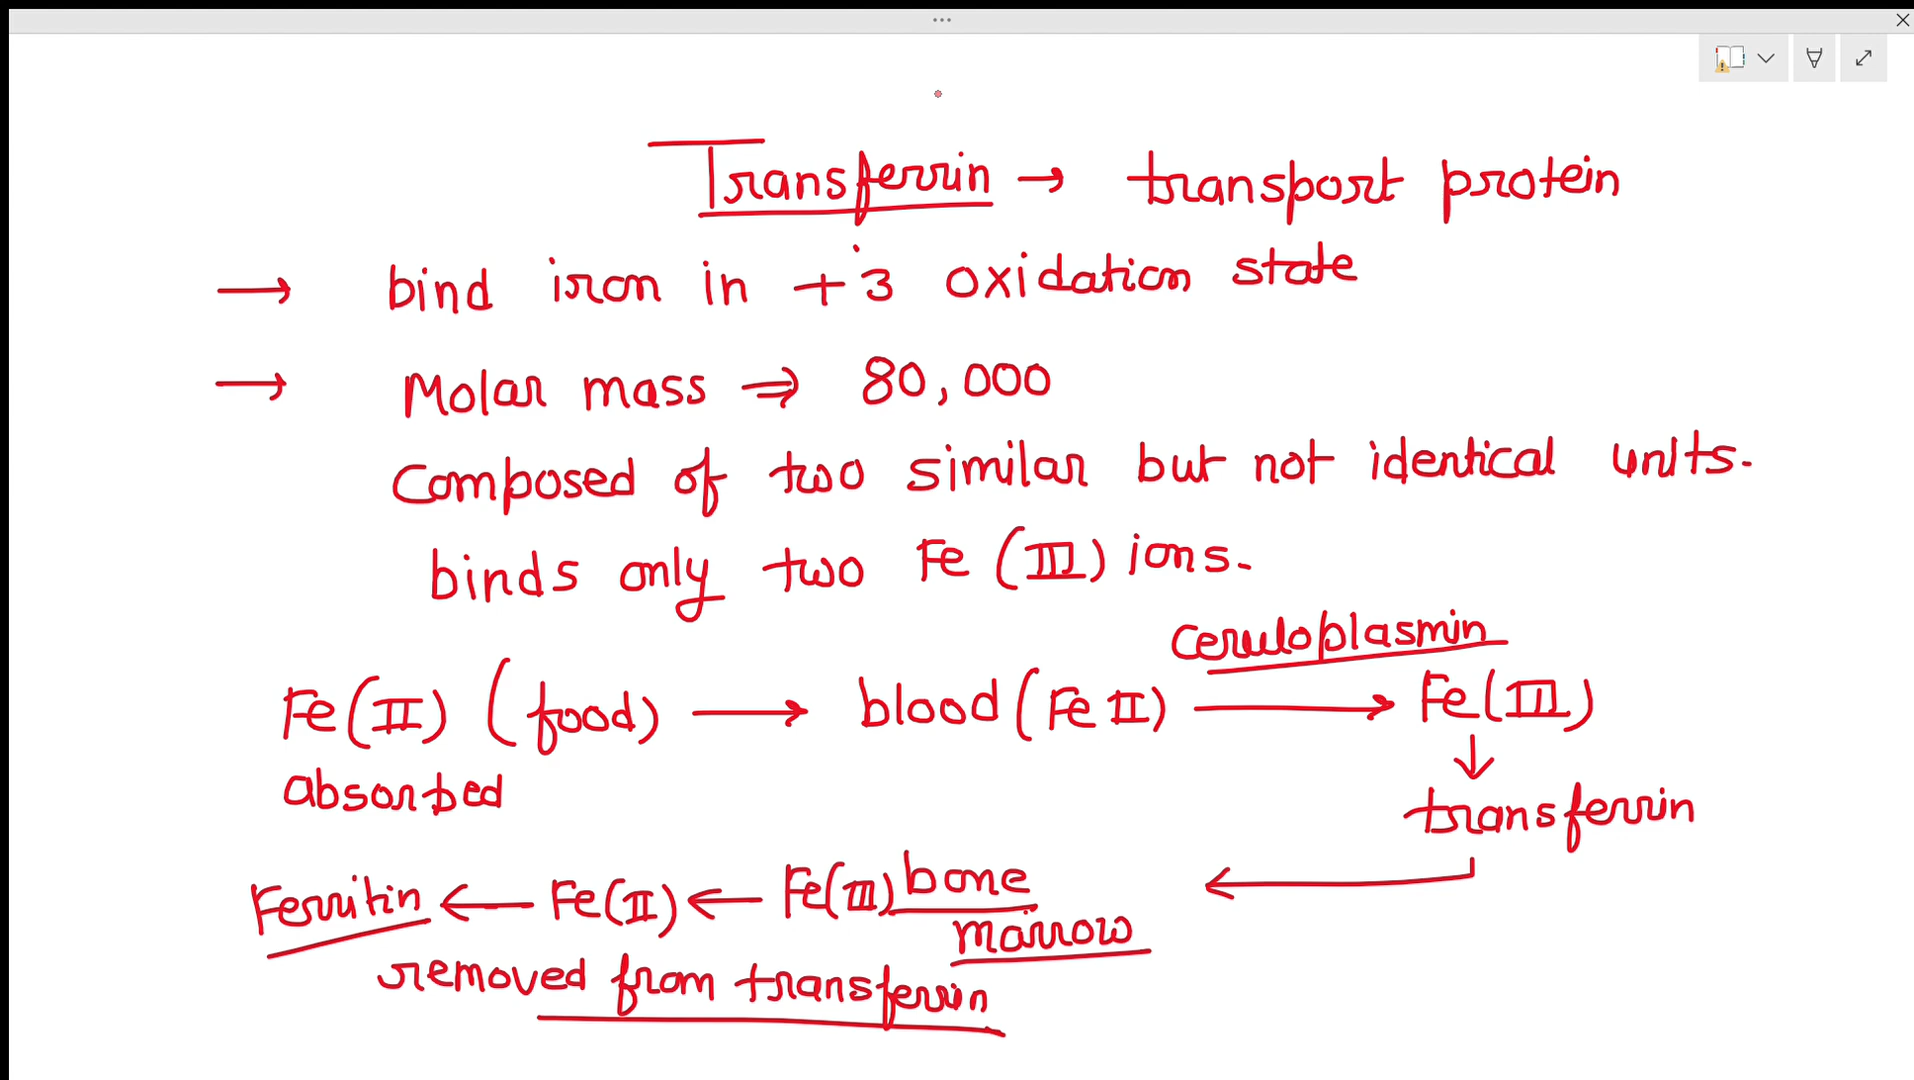 Transferrin → transport protein
→ bind iron in +3 oxidation state
→ Molar mass ⇒ 80,000
Composed of two similar but not identical units.
binds only two Fe (III) ions.
Ceruloplasmin
Fe(II) (food) → blood (Fe II) → Fe(III)
absorbed
↓
transferrin
Ferritin ← Fe(II) ← Fe(III) bone ←
marrow
removed from transferrin